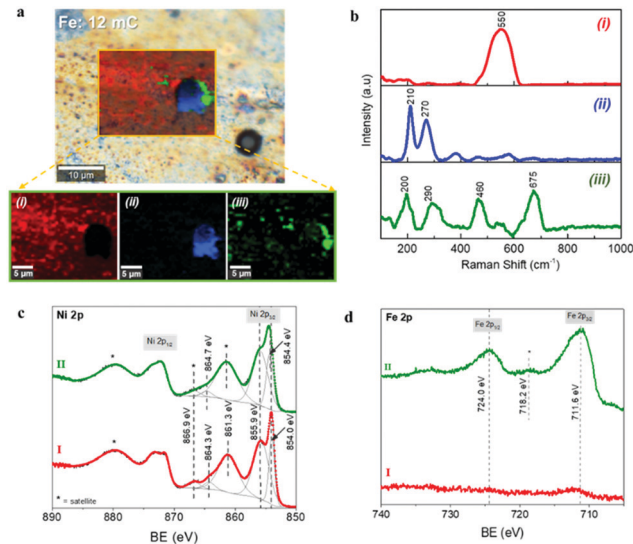 a
Fe: 12 mC
10 µm
(i)
(ii)
(iii)
5 µm
5 µm
5 µm
b
Intensity (a.u)
550
(i)
210
270
(ii)
200
290
460
675
(iii)
200
400
600
800
1000
Raman Shift (cm-1)
c
Ni 2p
Ni 2p1/2
Ni 2p3/2
*
*
*
864.7 eV
854.4 eV
II
866.9 eV
864.3 eV
861.3 eV
855.9 eV
854.0 eV
I
*
* = satellite
890
880
870
860
850
BE (eV)
d
Fe 2p
Fe 2p1/2
Fe 2p3/2
*
II
724.0 eV
718.2 eV
711.6 eV
I
740
730
720
710
BE (eV)